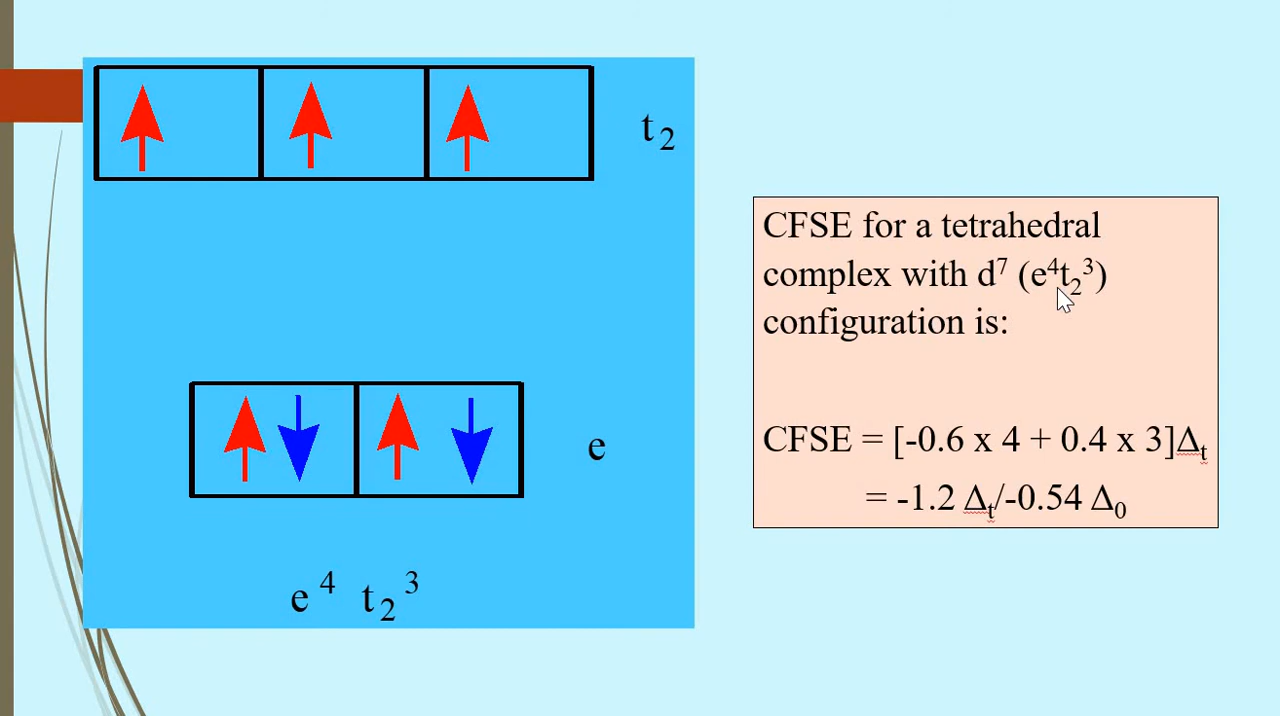 t₂
e
e⁴ t₂³
CFSE for a tetrahedral
complex with d⁷ (e⁴t₂³)
configuration is:
CFSE = [-0.6 x 4 + 0.4 x 3]Δₜ
= -1.2 Δₜ/-0.54 Δ₀